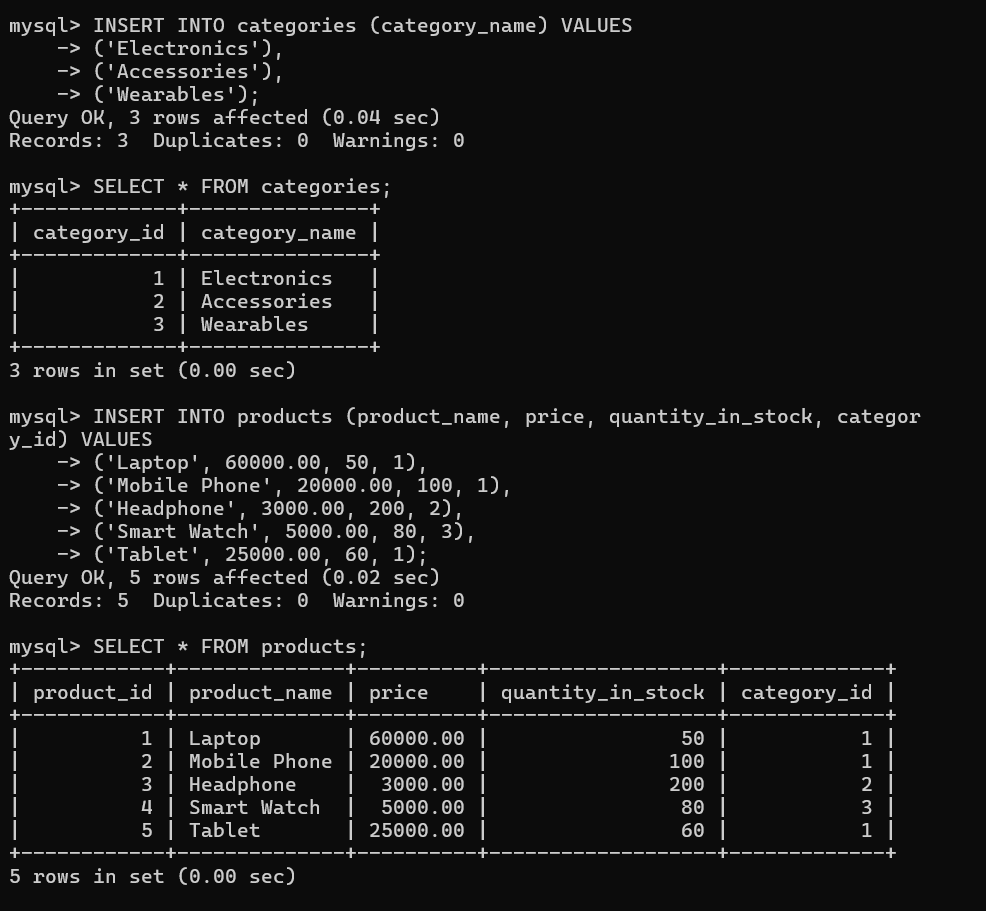 mysql> INSERT INTO categories (category_name) VALUES
    -> ('Electronics'),
    -> ('Accessories'),
    -> ('Wearables');
Query OK, 3 rows affected (0.04 sec)
Records: 3  Duplicates: 0  Warnings: 0

mysql> SELECT * FROM categories;
+-------------+---------------+
| category_id | category_name |
+-------------+---------------+
|           1 | Electronics   |
|           2 | Accessories   |
|           3 | Wearables     |
+-------------+---------------+
3 rows in set (0.00 sec)

mysql> INSERT INTO products (product_name, price, quantity_in_stock, categor
y_id) VALUES
    -> ('Laptop', 60000.00, 50, 1),
    -> ('Mobile Phone', 20000.00, 100, 1),
    -> ('Headphone', 3000.00, 200, 2),
    -> ('Smart Watch', 5000.00, 80, 3),
    -> ('Tablet', 25000.00, 60, 1);
Query OK, 5 rows affected (0.02 sec)
Records: 5  Duplicates: 0  Warnings: 0

mysql> SELECT * FROM products;
+------------+--------------+----------+-------------------+-------------+
| product_id | product_name | price    | quantity_in_stock | category_id |
+------------+--------------+----------+-------------------+-------------+
|          1 | Laptop       | 60000.00 |                50 |           1 |
|          2 | Mobile Phone | 20000.00 |               100 |           1 |
|          3 | Headphone    |  3000.00 |               200 |           2 |
|          4 | Smart Watch  |  5000.00 |                80 |           3 |
|          5 | Tablet       | 25000.00 |                60 |           1 |
+------------+--------------+----------+-------------------+-------------+
5 rows in set (0.00 sec)